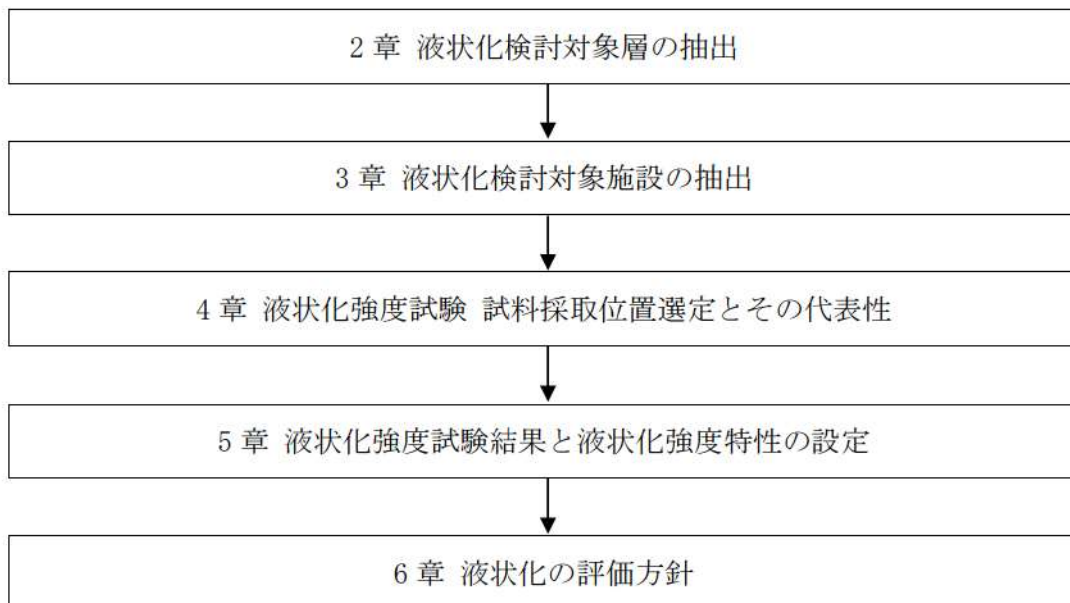 2章 液状化検討対象層の抽出
3章 液状化検討対象施設の抽出
4章 液状化強度試験 試料採取位置選定とその代表性
5章 液状化強度試験結果と液状化強度特性の設定
6章 液状化の評価方針